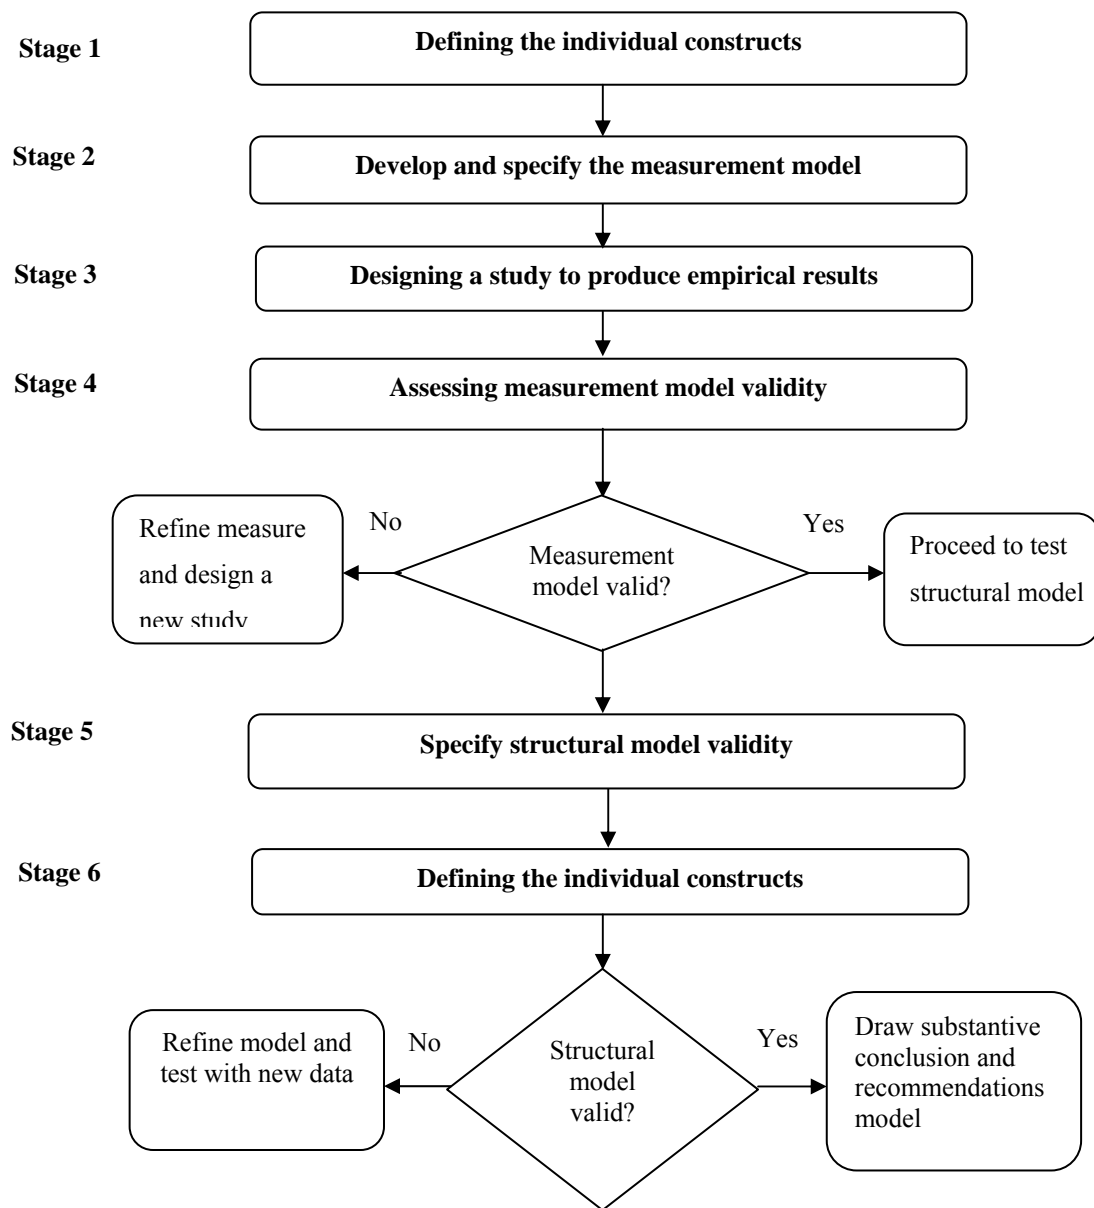 Stage 1
Defining the individual constructs
Stage 2
Develop and specify the measurement model
Stage 3
Designing a study to produce empirical results
Stage 4
Assessing measurement model validity
Refine measure
and design a
new study
No
Measurement
model valid?
Yes
Proceed to test
structural model
Stage 5
Specify structural model validity
Stage 6
Defining the individual constructs
Refine model and
test with new data
No
Structural
model
valid?
Yes
Draw substantive
conclusion and
recommendations
model